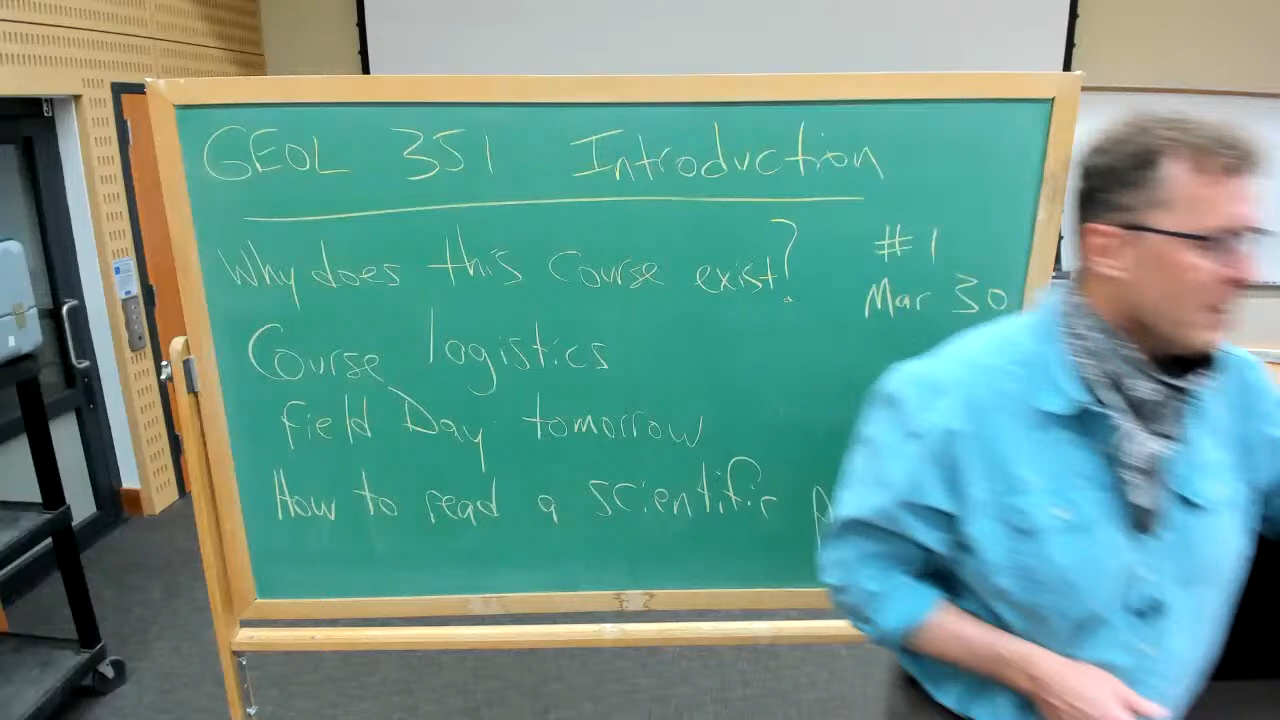 GEOL 351 Introduction
Why does this course exist?
#1
Mar 30
Course logistics
Field Day tomorrow
How to read a scientific